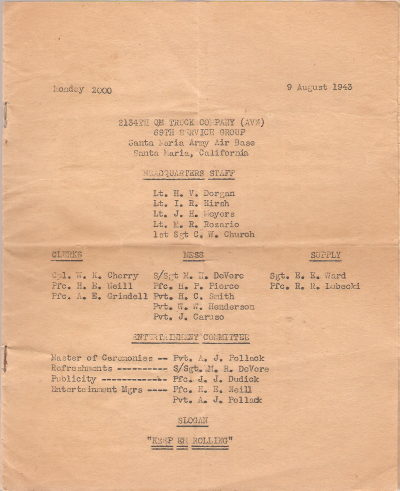 Monday 2000 9 August 1943
2134TH QM TRUCK COMPANY (AVN)
69TH SERVICE GROUP
Santa Maria Army Air Base
Santa Maria, California
HEADQUARTERS STAFF
Lt. H. V. Dorgan
Lt. I. R. Hirsh
Lt. J. H. Moyers
Lt. M. R. Rozario
1st Sgt C. W. Church
CLERKS MESS SUPPLY
Cpl. W. K. Cherry S/Sgt M. R. DeVore Sgt. E. E. Ward
Pfc. H. E. Neill Pfc. H. F. Pierce Pfc. R. R. Lubecki
Pfc. A. E. Grindell Pvt. H. C. Smith
Pvt. W. W. Henderson
Pvt. J. Caruso
ENTERTAINMENT COMMITTEE
Master of Ceremonies -- Pvt. A. J. Pollack
Refreshments ---------- S/Sgt. M. R. DeVore
Publicity ------------- Pfc. J. J. Dudick
Entertainment Mgrs ---- Pfc. H. E. Neill
Pvt. A. J. Pollack
SLOGAN
"KEEP EM ROLLING"